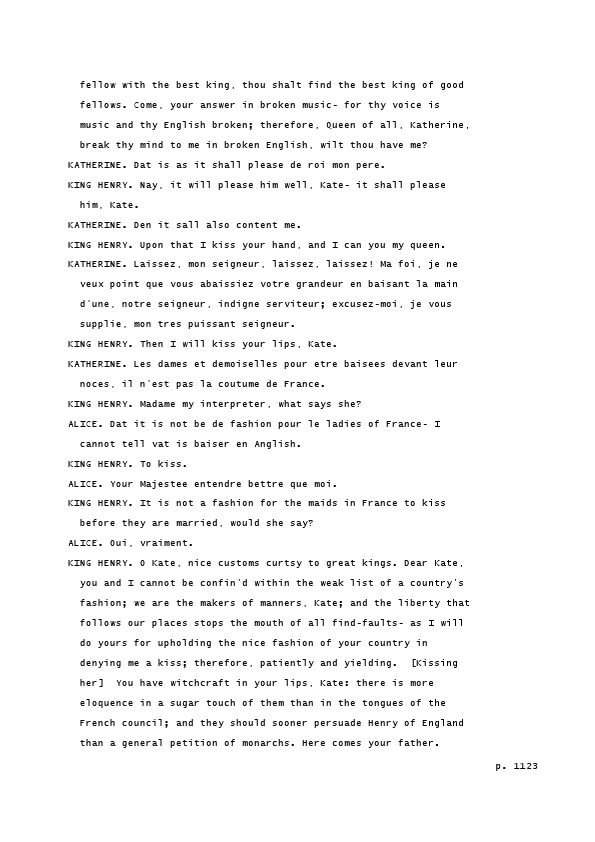 fellow with the best king, thou shalt find the best king of good
fellows. Come, your answer in broken music- for thy voice is
music and thy English broken; therefore, Queen of all, Katherine,
break thy mind to me in broken English, wilt thou have me?
KATHERINE. Dat is as it shall please de roi mon pere.
KING HENRY. Nay, it will please him well, Kate- it shall please
him, Kate.
KATHERINE. Den it sall also content me.
KING HENRY. Upon that I kiss your hand, and I can you my queen.
KATHERINE. Laissez, mon seigneur, laissez, laissez! Ma foi, je ne
veux point que vous abaissiez votre grandeur en baisant la main
d'une, notre seigneur, indigne serviteur; excusez-moi, je vous
supplie, mon tres puissant seigneur.
KING HENRY. Then I will kiss your lips, Kate.
KATHERINE. Les dames et demoiselles pour etre baisees devant leur
noces, il n'est pas la coutume de France.
KING HENRY. Madame my interpreter, what says she?
ALICE. Dat it is not be de fashion pour le ladies of France- I
cannot tell vat is baiser en Anglish.
KING HENRY. To kiss.
ALICE. Your Majestee entendre bettre que moi.
KING HENRY. It is not a fashion for the maids in France to kiss
before they are married, would she say?
ALICE. Oui, vraiment.
KING HENRY. O Kate, nice customs curtsy to great kings. Dear Kate,
you and I cannot be confin'd within the weak list of a country's
fashion; we are the makers of manners, Kate; and the liberty that
follows our places stops the mouth of all find-faults- as I will
do yours for upholding the nice fashion of your country in
denying me a kiss; therefore, patiently and yielding.  [Kissing
her]  You have witchcraft in your lips, Kate: there is more
eloquence in a sugar touch of them than in the tongues of the
French council; and they should sooner persuade Henry of England
than a general petition of monarchs. Here comes your father.
p. 1123